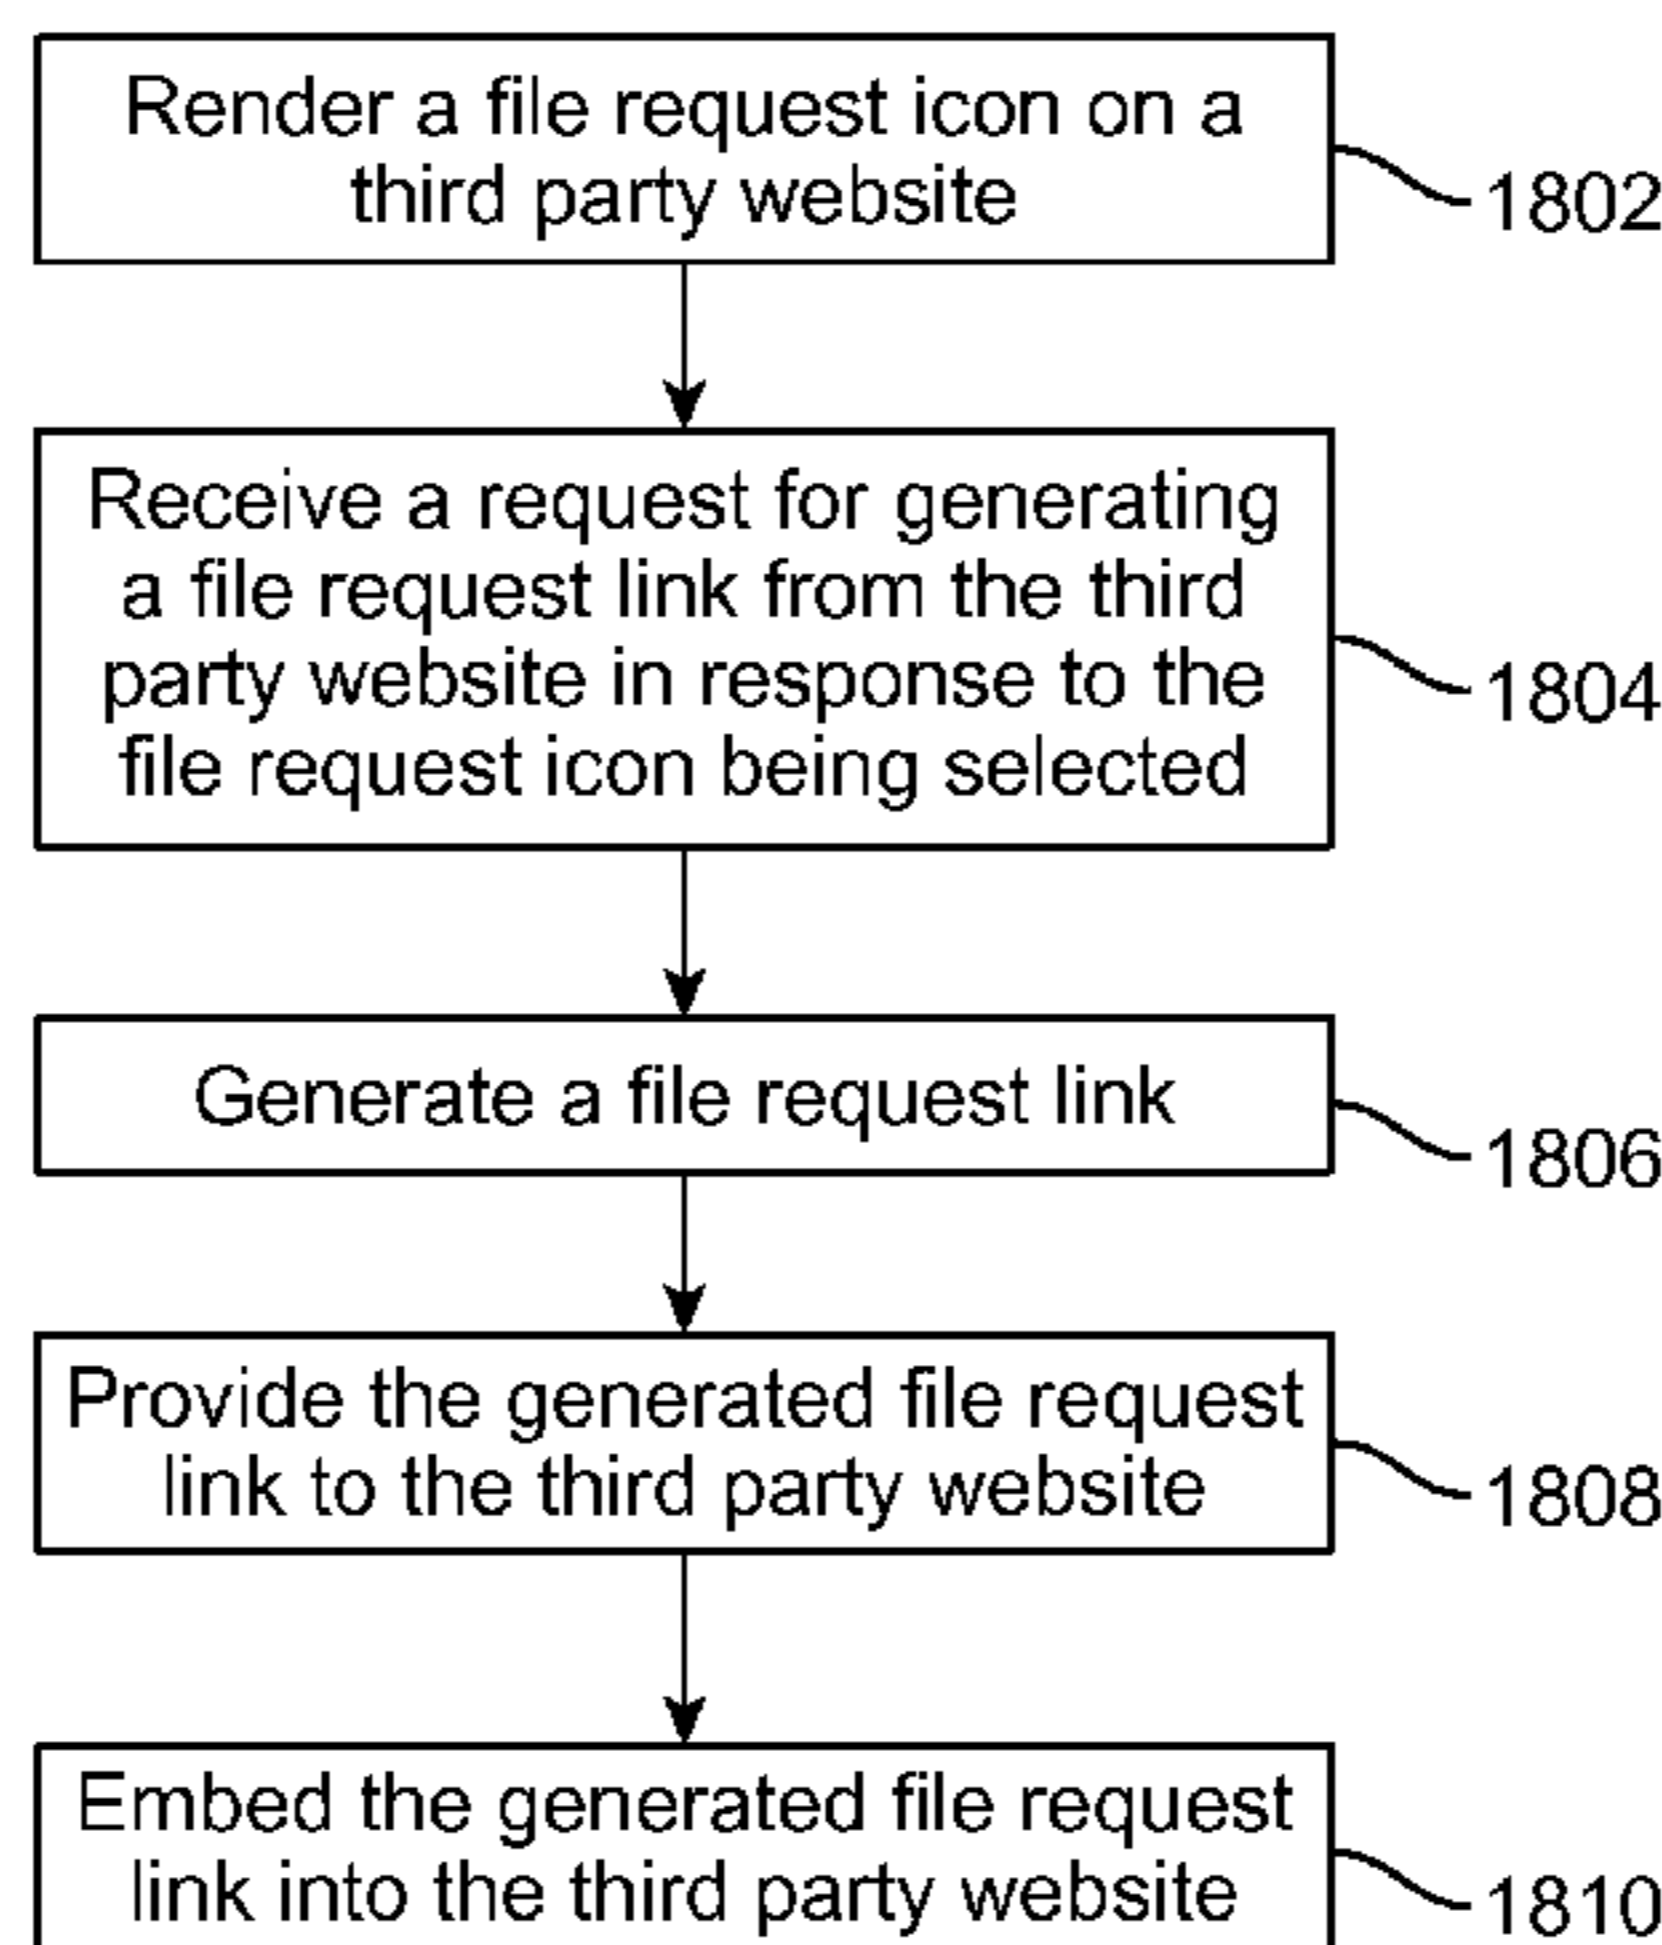 Render a file request icon on a
third party website
1802
Receive a request for generating
a file request link from the third
party website in response to the
file request icon being selected
1804
Generate a file request link
1806
Provide the generated file request
link to the third party website
1808
Embed the generated file request
link into the third party website
1810